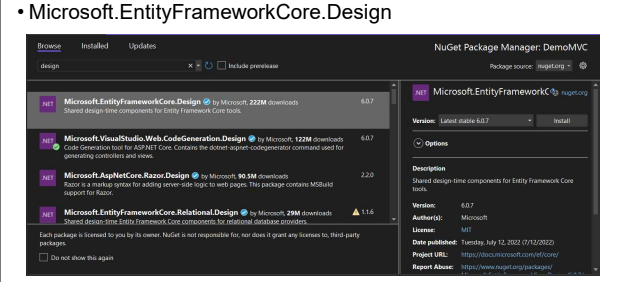 • Microsoft.EntityFrameworkCore.Design
Browse Installed Updates
NuGet Package Manager: DemoMVC
design
Include prerelease
Package source: nuget.org
.NET Microsoft.EntityFrameworkCore.Design by Microsoft, 222M downloads 6.0.7
Shared design-time components for Entity Framework Core tools.
.NET Microsoft.VisualStudio.Web.CodeGeneration.Design by Microsoft, 122M downloads 6.0.7
Code Generation tool for ASP.NET Core. Contains the dotnet-aspnet-codegenerator command used for
generating controllers and views.
.NET Microsoft.AspNetCore.Razor.Design by Microsoft, 90.5M downloads 2.2.0
Razor is a markup syntax for adding server-side logic to web pages. This package contains MSBuild
support for Razor.
.NET Microsoft.EntityFrameworkCore.Relational.Design by Microsoft, 29M downloads 1.1.6
Shared design-time Entity Framework Core components for relational database providers.
Each package is licensed to you by its owner. NuGet is not responsible for, nor does it grant any licenses to, third-party
packages.
Do not show this again
.NET Microsoft.EntityFrameworkC nuget.org
Version: Latest stable 6.0.7 Install
Options
Description
Shared design-time components for Entity Framework Core
tools.
Version: 6.0.7
Author(s): Microsoft
License: MIT
Date published: Tuesday, July 12, 2022 (7/12/2022)
Project URL: https://docs.microsoft.com/ef/core/
Report Abuse: https://www.nuget.org/packages/